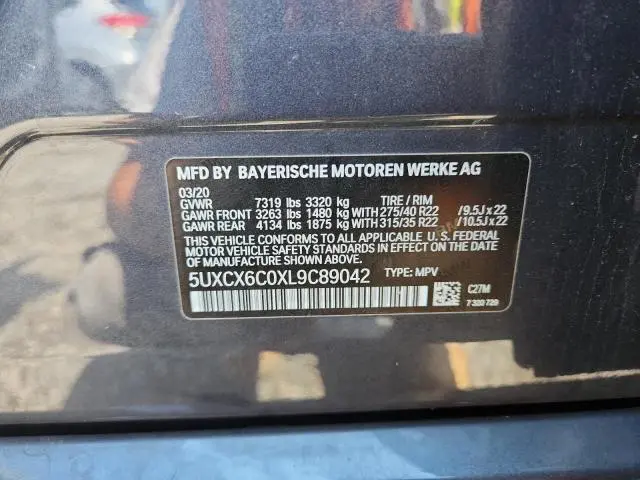 MFD BY BAYERISCHE MOTOREN WERKE AG
03/20
GVWR 7319 lbs 3320 kg TIRE / RIM
GAWR FRONT 3263 lbs 1480 kg WITH 275/40 R22 /9.5J x 22
GAWR REAR 4134 lbs 1875 kg WITH 315/35 R22 /10.5J x 22
THIS VEHICLE CONFORMS TO ALL APPLICABLE U.S. FEDERAL
MOTOR VEHICLE SAFETY STANDARDS IN EFFECT ON THE DATE
OF MANUFACTURE SHOWN ABOVE.
5UXCX6C0XL9C89042 TYPE: MPV
C27M
7 330 729